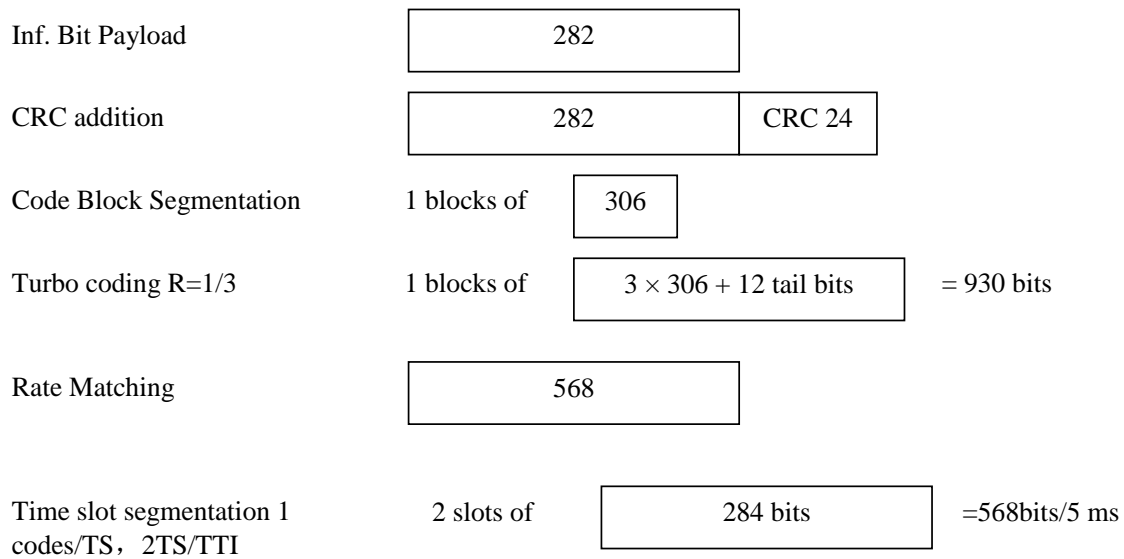 Inf. Bit Payload 282
CRC addition 282 CRC 24
Code Block Segmentation 1 blocks of 306
Turbo coding R=1/3 1 blocks of 3 × 306 + 12 tail bits = 930 bits
Rate Matching 568
Time slot segmentation 1 2 slots of 284 bits =568bits/5 ms
codes/TS，2TS/TTI